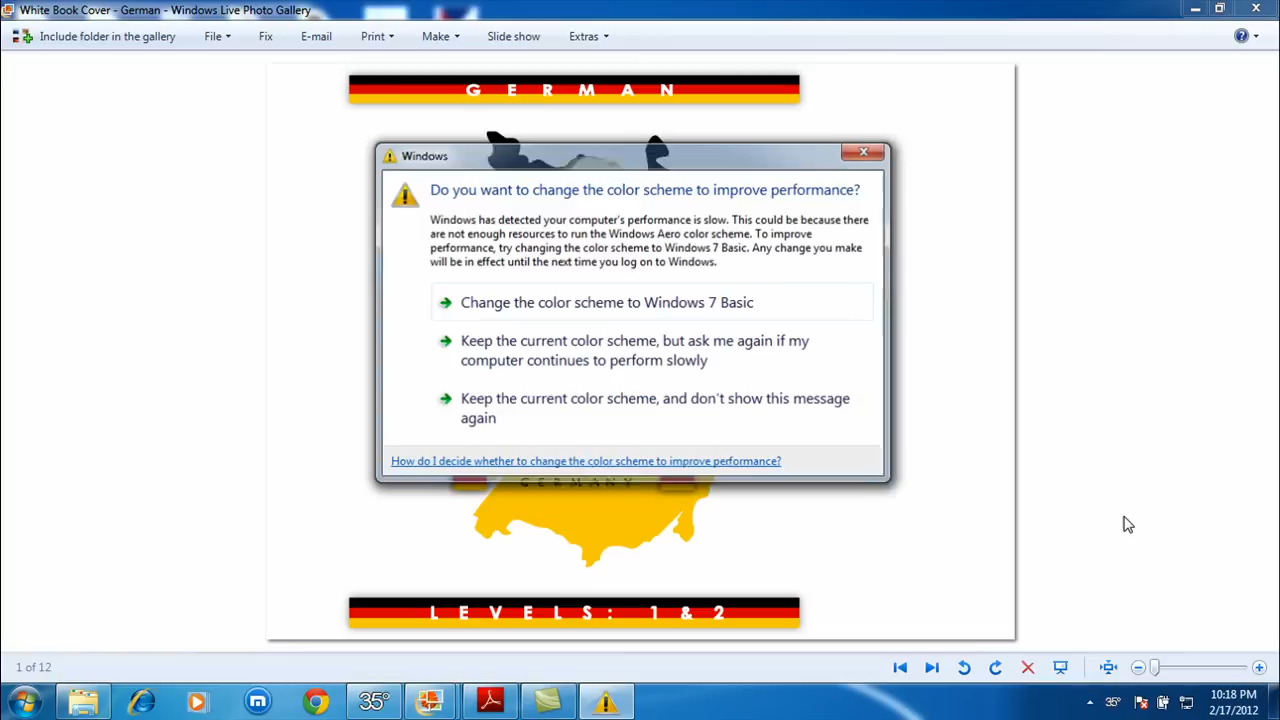 White Book Cover - German - Windows Live Photo Gallery
Include folder in the gallery File Fix E-mail Print Make Slide show Extras
GERMAN
Windows
Do you want to change the color scheme to improve performance?
Windows has detected your computer's performance is slow. This could be because there
are not enough resources to run the Windows Aero color scheme. To improve
performance, try changing the color scheme to Windows 7 Basic. Any change you make
will be in effect until the next time you log on to Windows.
Change the color scheme to Windows 7 Basic
Keep the current color scheme, but ask me again if my
computer continues to perform slowly
Keep the current color scheme, and don't show this message
again
How do I decide whether to change the color scheme to improve performance?
GERMANY
LEVELS: 1 & 2
1 of 12
35° 35° 10:18 PM
2/17/2012